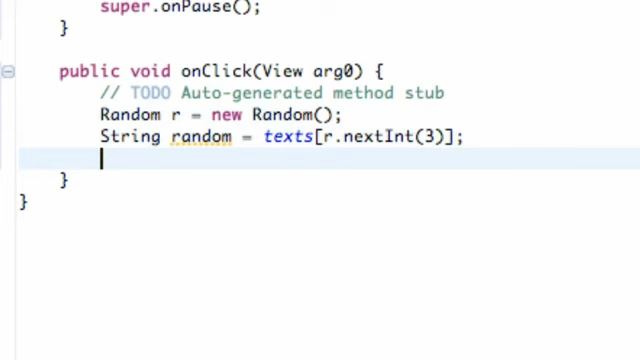 super.onPause();
}
public void onClick(View arg0) {
// TODO Auto-generated method stub
Random r = new Random();
String random = texts[r.nextInt(3)];
}
}